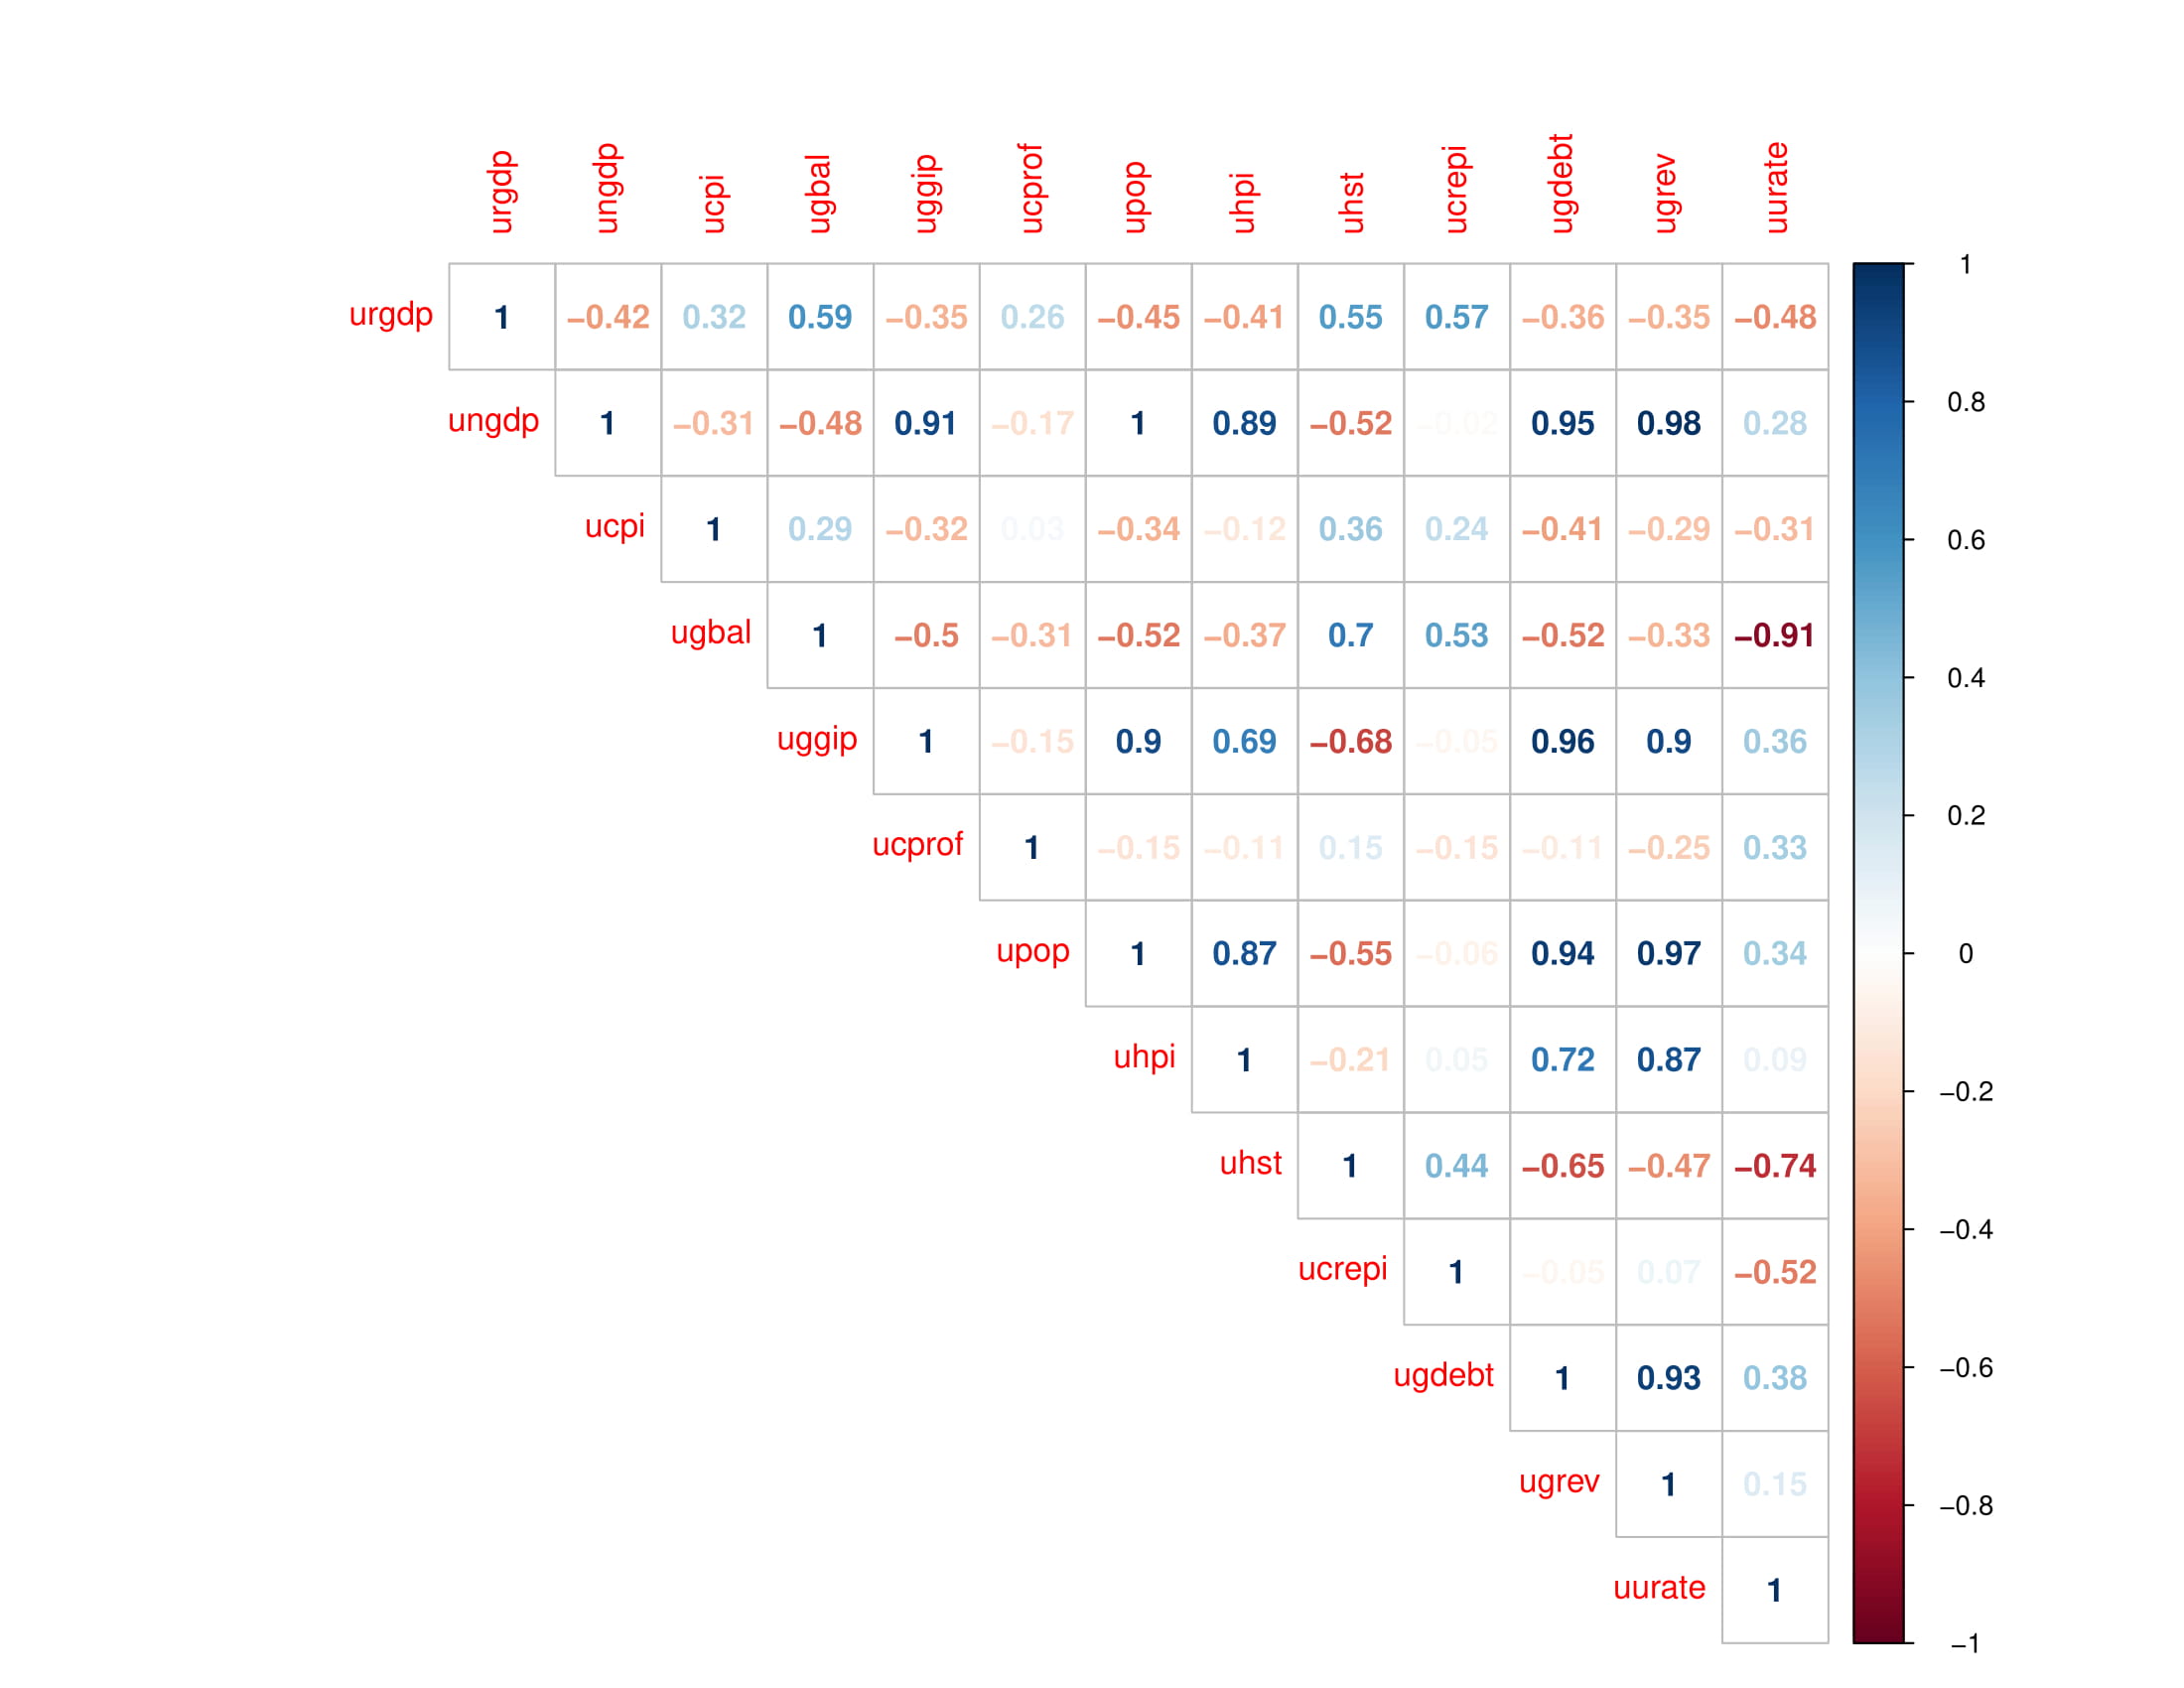 urgdp ungdp ucpi ugbal uggip ucprof upop uhpi uhst ucrepi ugdebt ugrev uurate
urgdp 1 −0.42 0.32 0.59 −0.35 0.26 −0.45 −0.41 0.55 0.57 −0.36 −0.35 −0.48
ungdp 1 −0.31 −0.48 0.91 −0.17 1 0.89 −0.52 −0.02 0.95 0.98 0.28
ucpi 1 0.29 −0.32 0.03 −0.34 −0.12 0.36 0.24 −0.41 −0.29 −0.31
ugbal 1 −0.5 −0.31 −0.52 −0.37 0.7 0.53 −0.52 −0.33 −0.91
uggip 1 −0.15 0.9 0.69 −0.68 −0.05 0.96 0.9 0.36
ucprof 1 −0.15 −0.11 0.15 −0.15 −0.11 −0.25 0.33
upop 1 0.87 −0.55 −0.06 0.94 0.97 0.34
uhpi 1 −0.21 0.05 0.72 0.87 0.09
uhst 1 0.44 −0.65 −0.47 −0.74
ucrepi 1 −0.05 0.07 −0.52
ugdebt 1 0.93 0.38
ugrev 1 0.15
uurate 1
1
0.8
0.6
0.4
0.2
0
−0.2
−0.4
−0.6
−0.8
−1